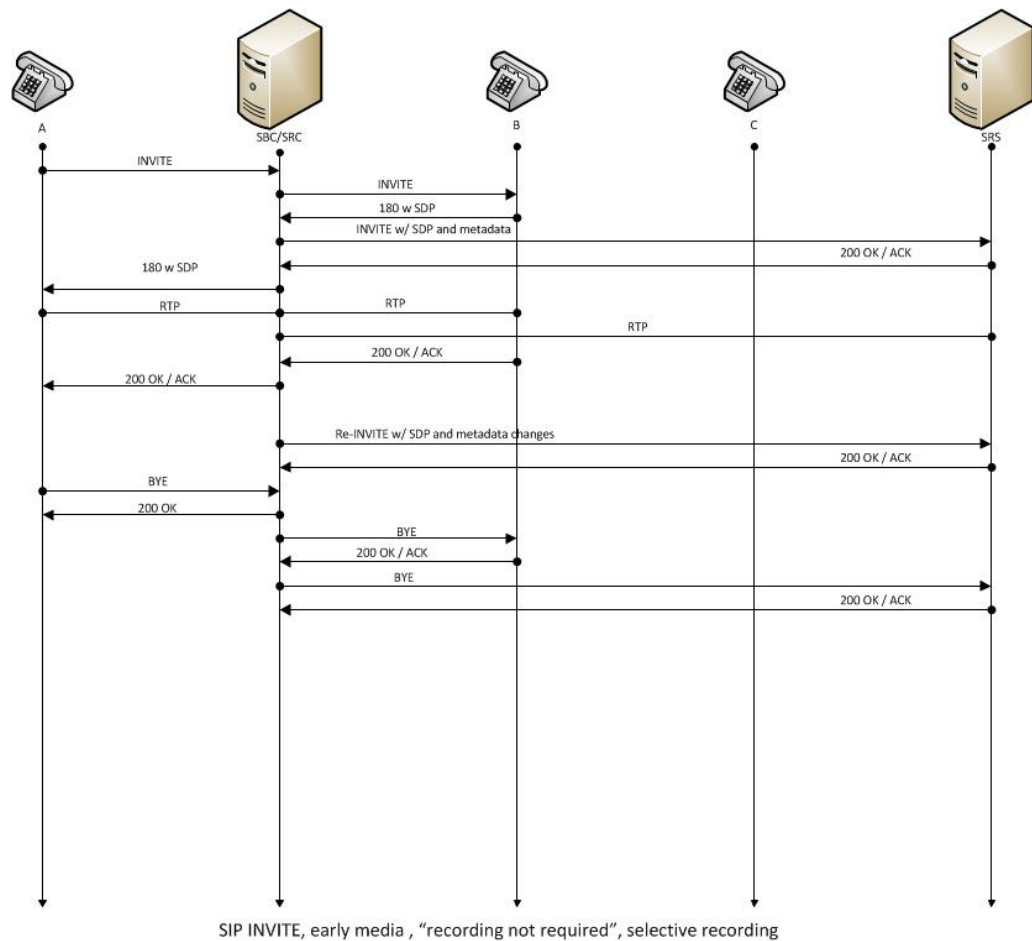 A
SBC/SRC
B
C
SRS
INVITE
INVITE
180 w SDP
INVITE w/ SDP and metadata
200 OK / ACK
180 w SDP
RTP
RTP
RTP
200 OK / ACK
200 OK / ACK
Re-INVITE w/ SDP and metadata changes
200 OK / ACK
BYE
200 OK
BYE
200 OK / ACK
BYE
200 OK / ACK
SIP INVITE, early media , “recording not required”, selective recording